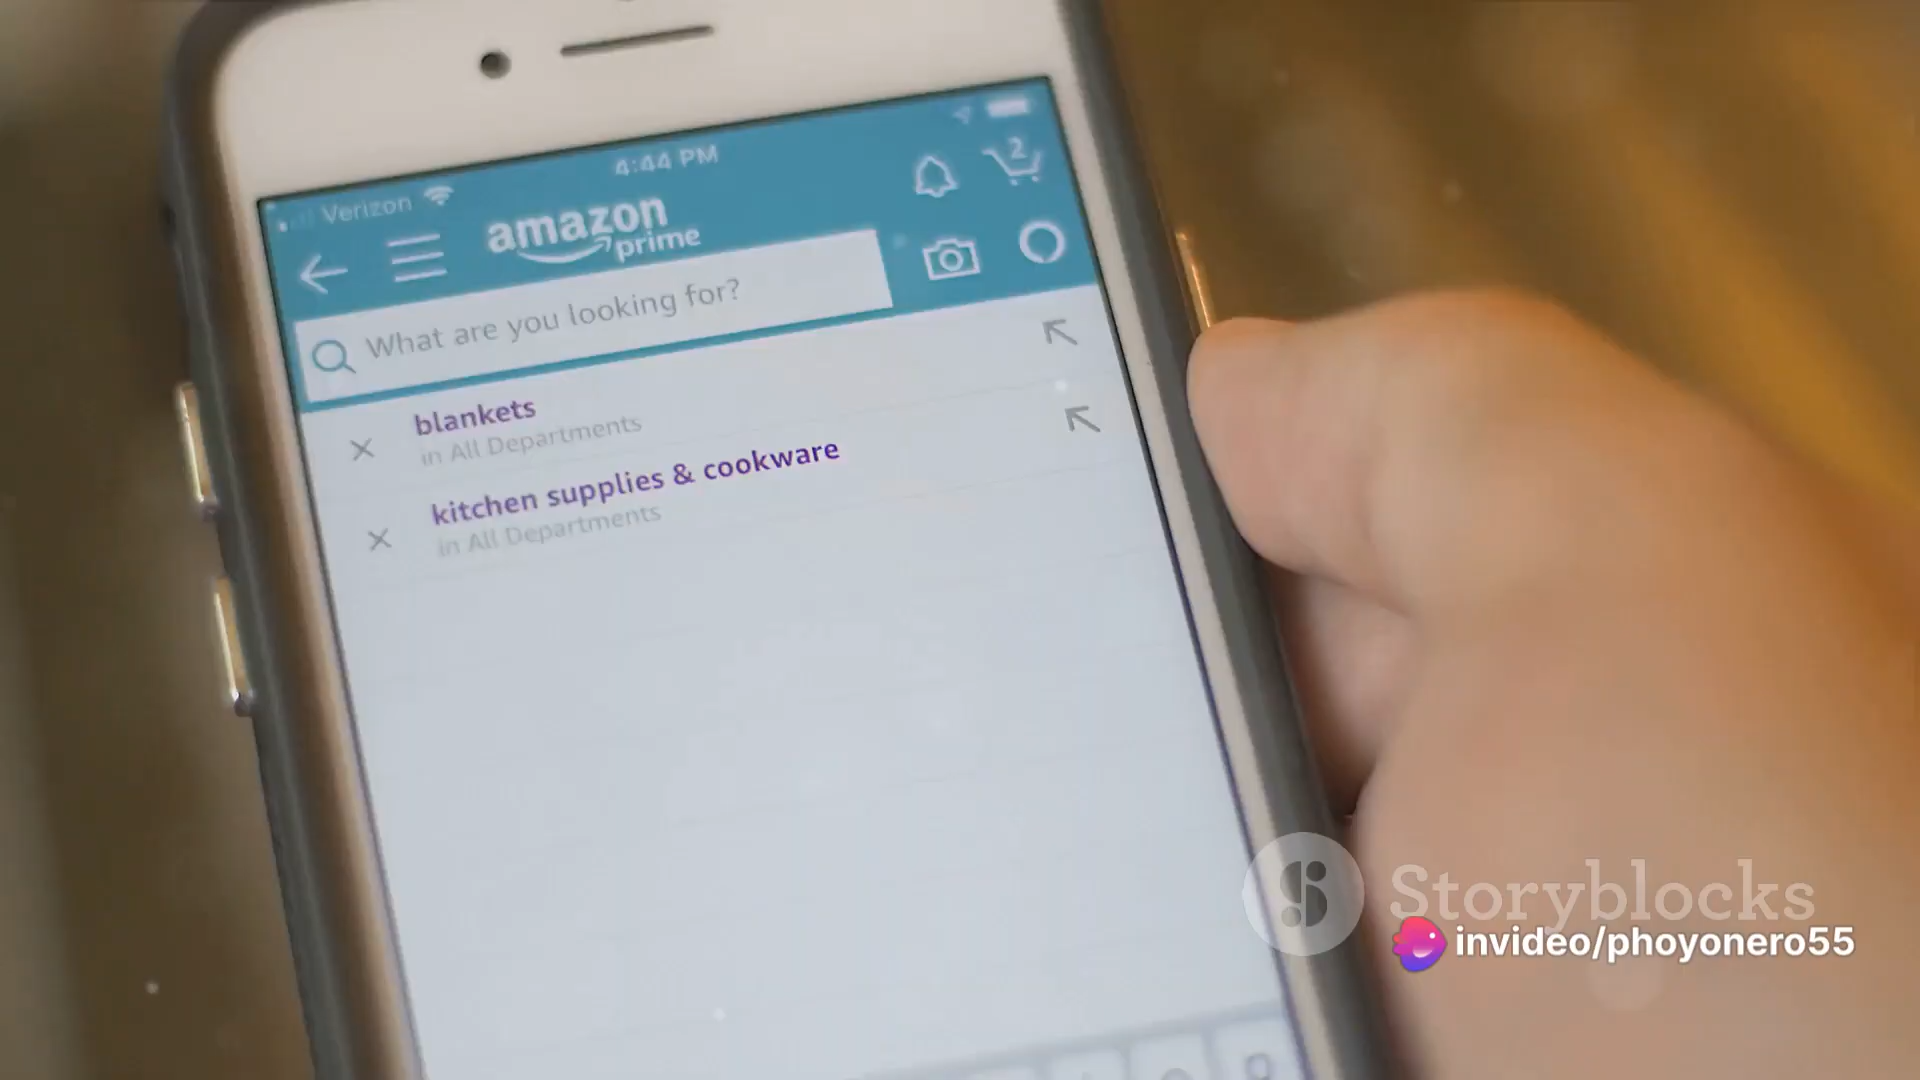 4:44 PM
Verizon
2
amazon
prime
What are you looking for?
blankets
in All Departments
kitchen supplies & cookware
in All Departments
Storyblocks
invideo/phoyonero55